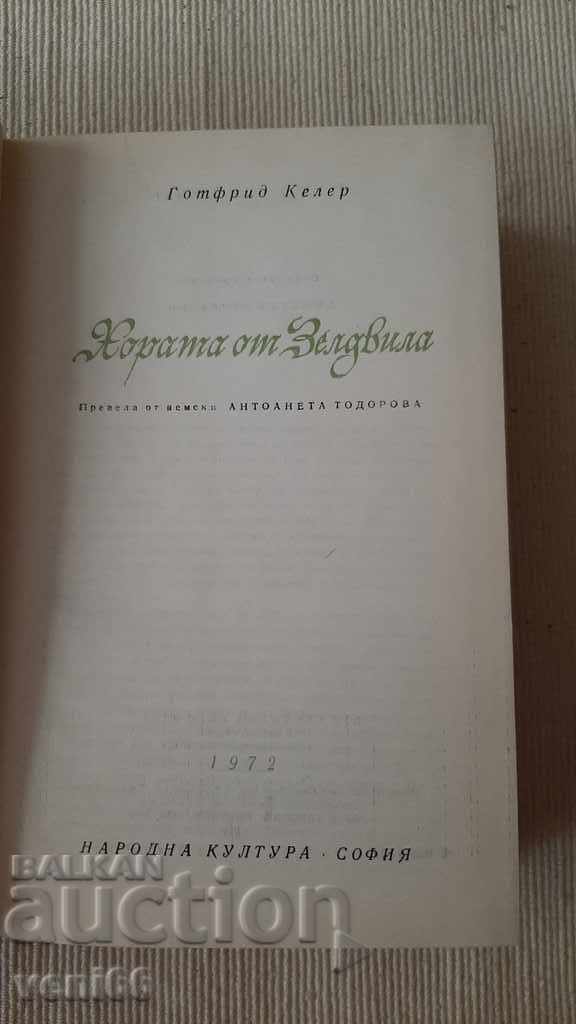 Готфрид Келер
Хората от Зелдвила
Превела от немски АНТОАНЕТА ТОДОРОВА
1972
НАРОДНА КУЛТУРА · СОФИЯ
BALKAN
auction
veni66